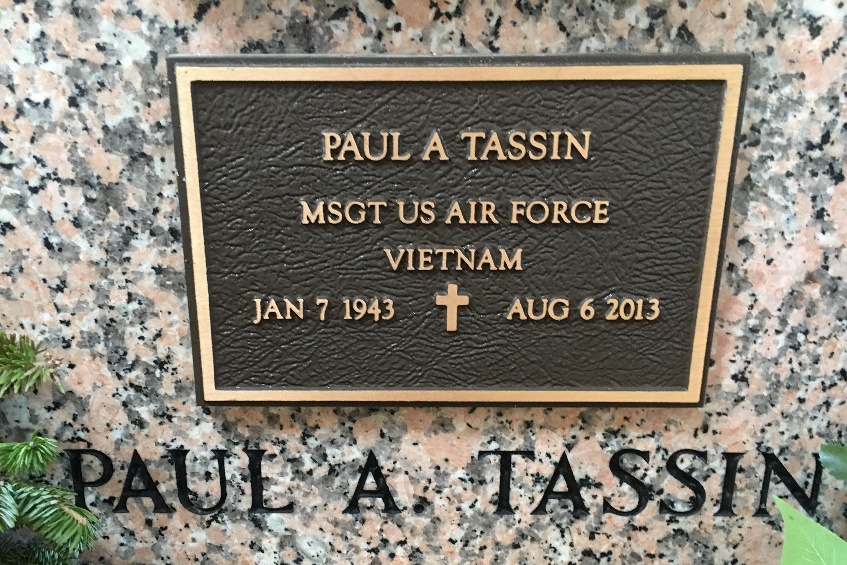 PAUL A TASSIN
MSGT US AIR FORCE
VIETNAM
JAN 7 1943 AUG 6 2013
PAUL A. TASSIN